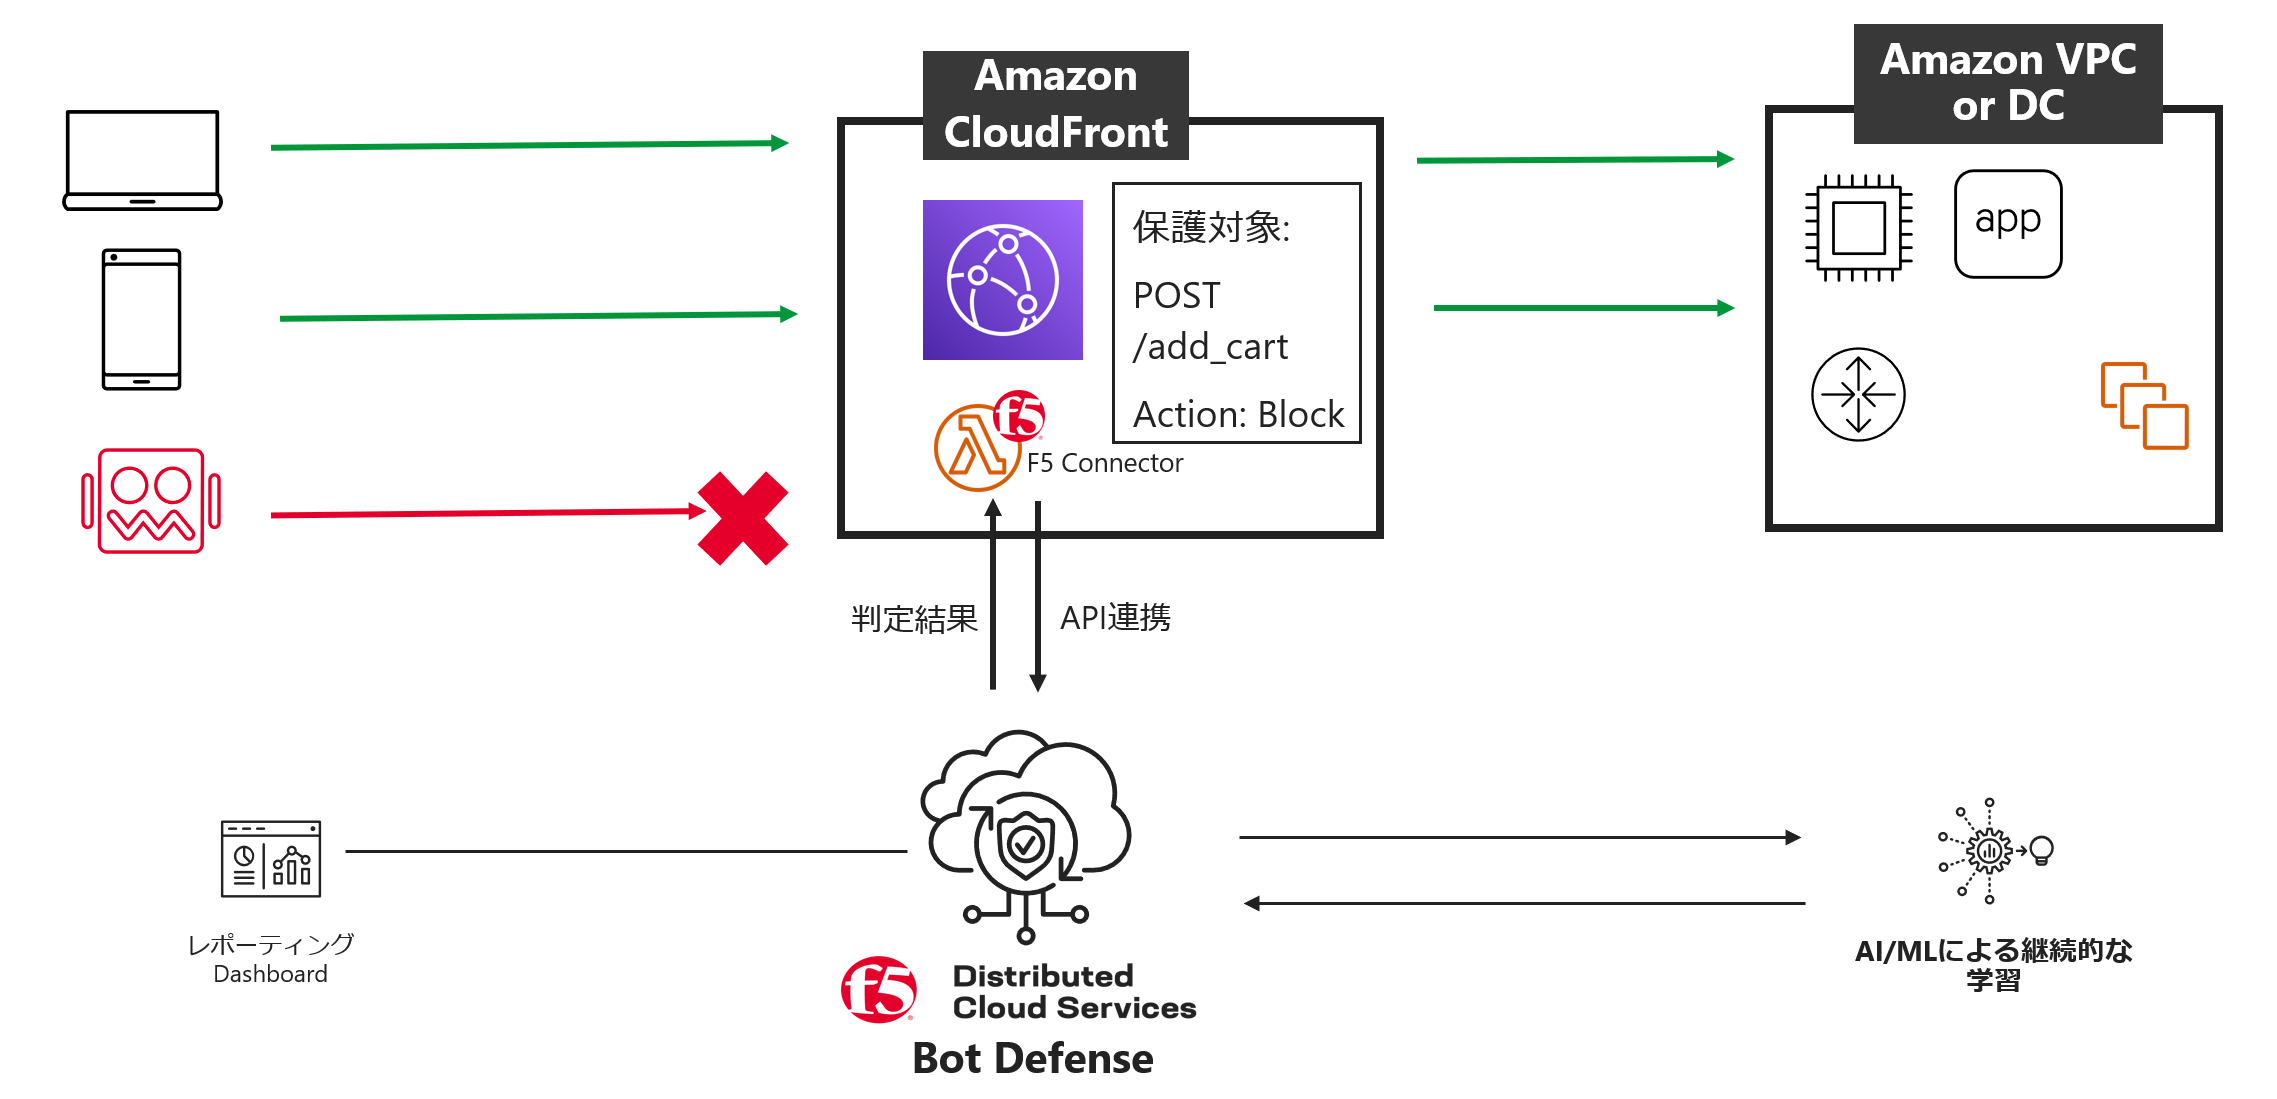 Amazon
CloudFront
Amazon VPC
or DC
保護対象:
POST
/add_cart
Action: Block
app
f5
F5 Connector
判定結果
API連携
レポーティング
Dashboard
f5
Distributed
Cloud Services
Bot Defense
AI/MLによる継続的な
学習